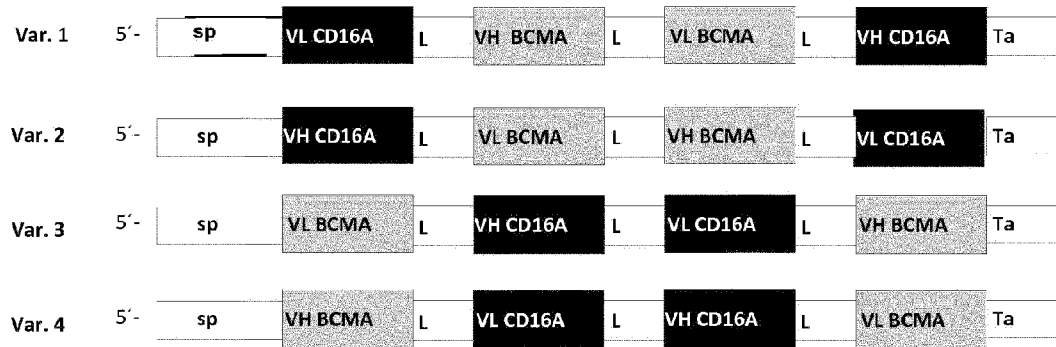 Var. 1 5´- sp VL CD16A L VH BCMA L VL BCMA L VH CD16A Ta
Var. 2 5´- sp VH CD16A L VL BCMA L VH BCMA L VL CD16A Ta
Var. 3 5´- sp VL BCMA L VH CD16A L VL CD16A L VH BCMA Ta
Var. 4 5´- sp VH BCMA L VL CD16A L VH CD16A L VL BCMA Ta